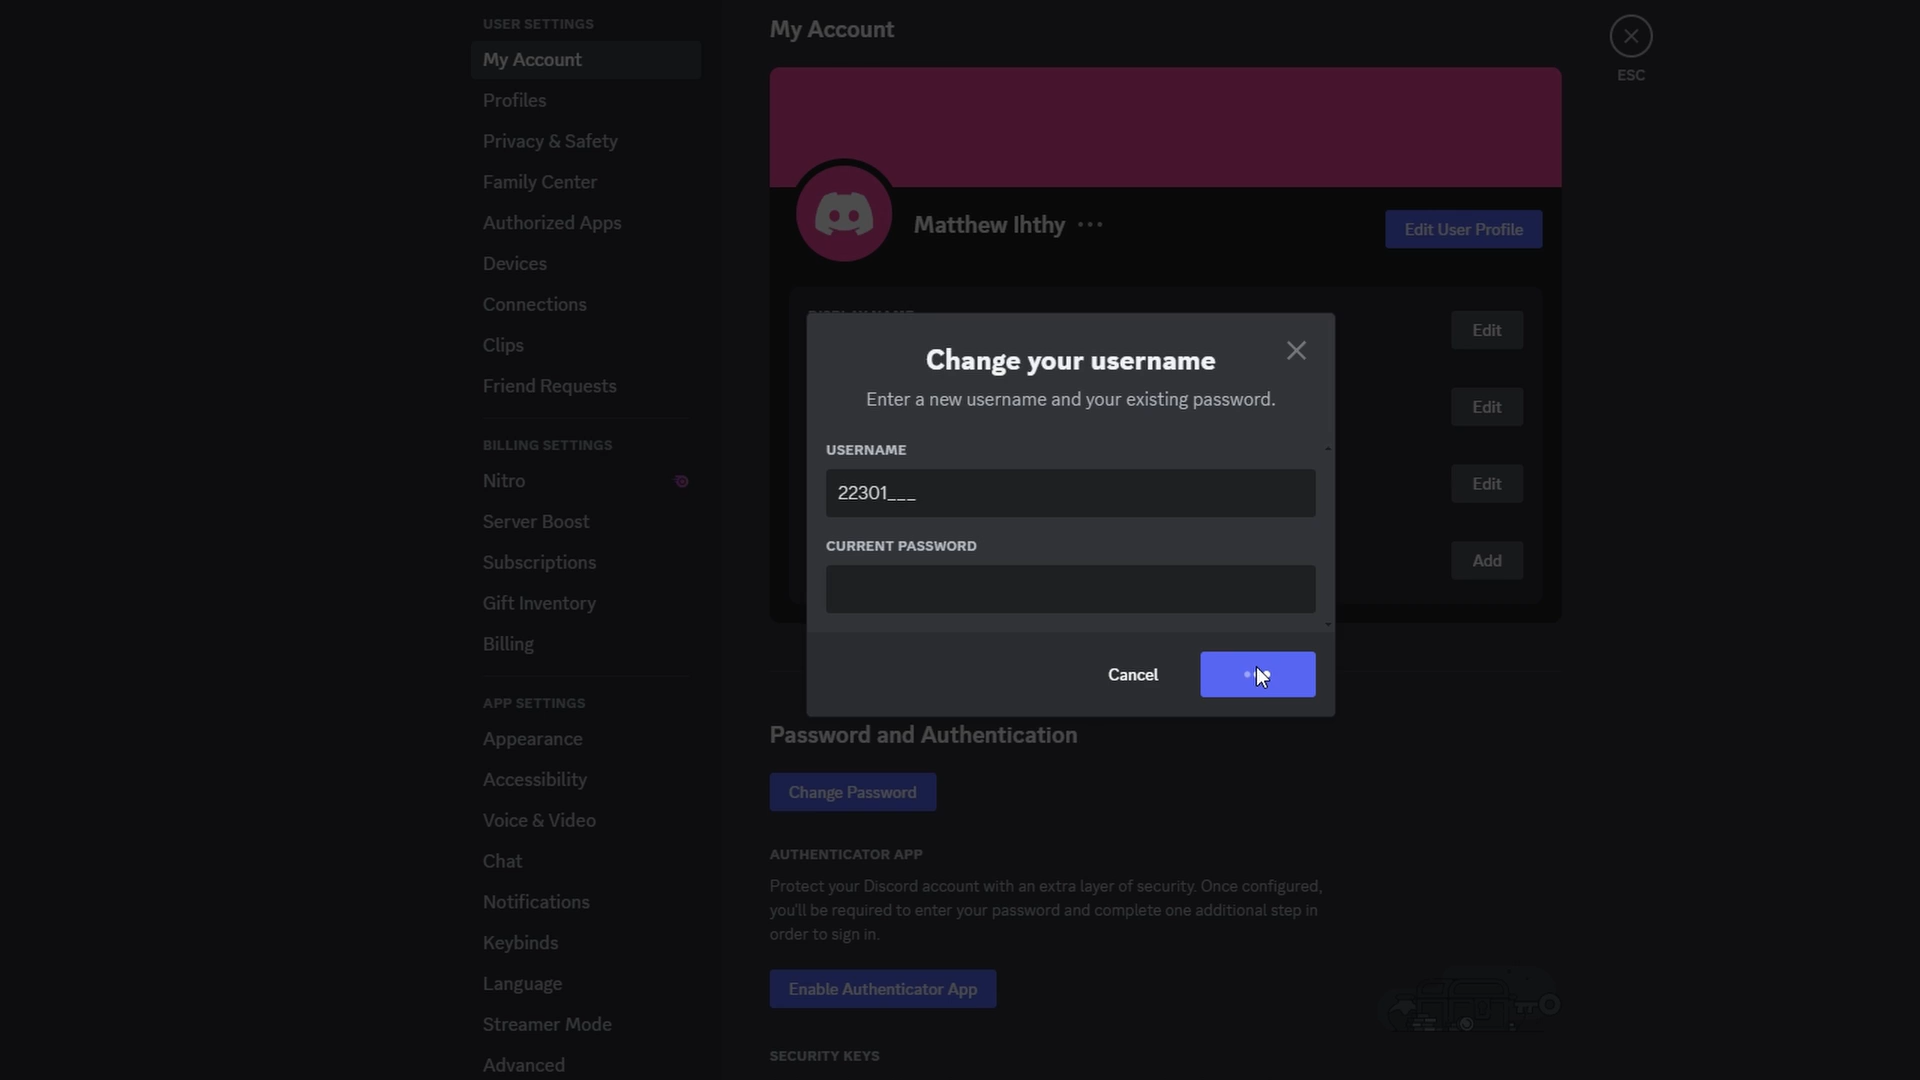 USER SETTINGS
My Account
Profiles
Privacy & Safety
Family Center
Authorized Apps
Devices
Connections
Clips
Friend Requests
BILLING SETTINGS
Nitro
Server Boost
Subscriptions
Gift Inventory
Billing
APP SETTINGS
Appearance
Accessibility
Voice & Video
Chat
Notifications
Keybinds
Language
Streamer Mode
Advanced
My Account
ESC
Matthew Ihthy
Edit User Profile
DISPLAY NAME
Edit
Edit
Edit
Add
Change your username
Enter a new username and your existing password.
USERNAME
22301___
CURRENT PASSWORD
Cancel
Password and Authentication
Change Password
AUTHENTICATOR APP
Protect your Discord account with an extra layer of security. Once configured,
you'll be required to enter your password and complete one additional step in
order to sign in.
Enable Authenticator App
SECURITY KEYS